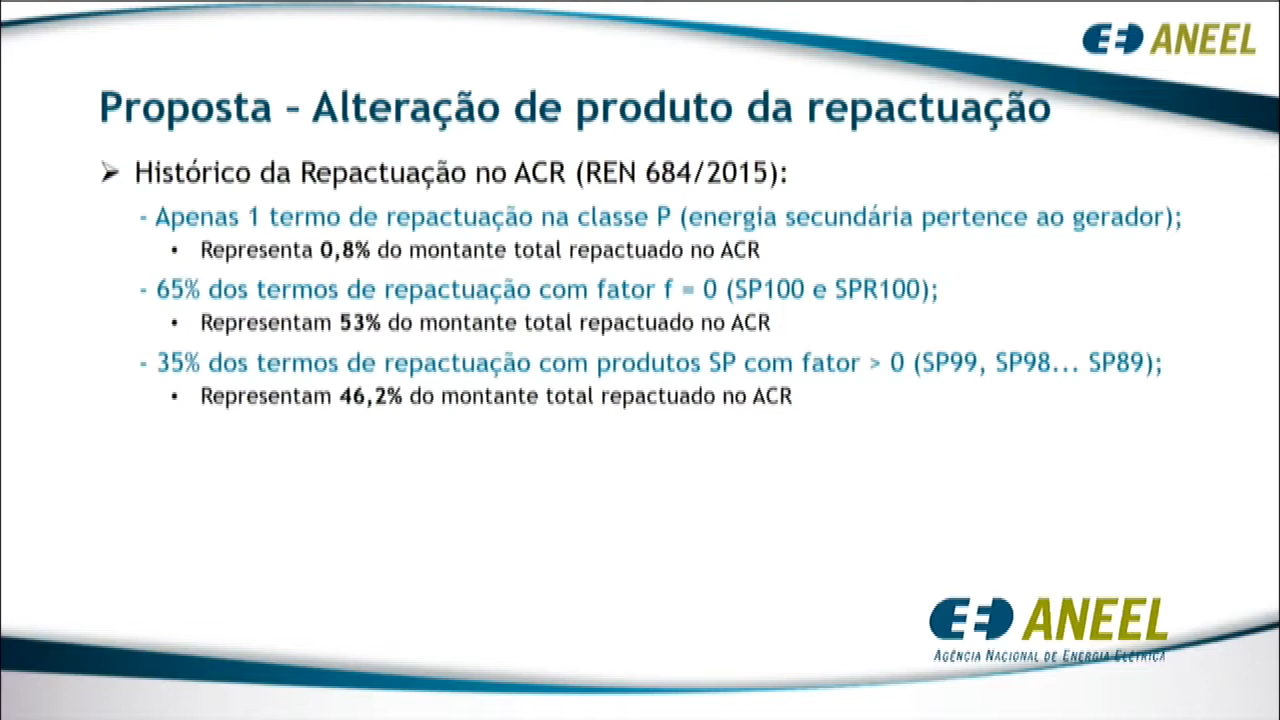 ANEEL
Proposta – Alteração de produto da repactuação
➢ Histórico da Repactuação no ACR (REN 684/2015):
- Apenas 1 termo de repactuação na classe P (energia secundária pertence ao gerador);
• Representa 0,8% do montante total repactuado no ACR
- 65% dos termos de repactuação com fator f = 0 (SP100 e SPR100);
• Representam 53% do montante total repactuado no ACR
- 35% dos termos de repactuação com produtos SP com fator > 0 (SP99, SP98... SP89);
• Representam 46,2% do montante total repactuado no ACR
ANEEL
AGÊNCIA NACIONAL DE ENERGIA ELÉTRICA